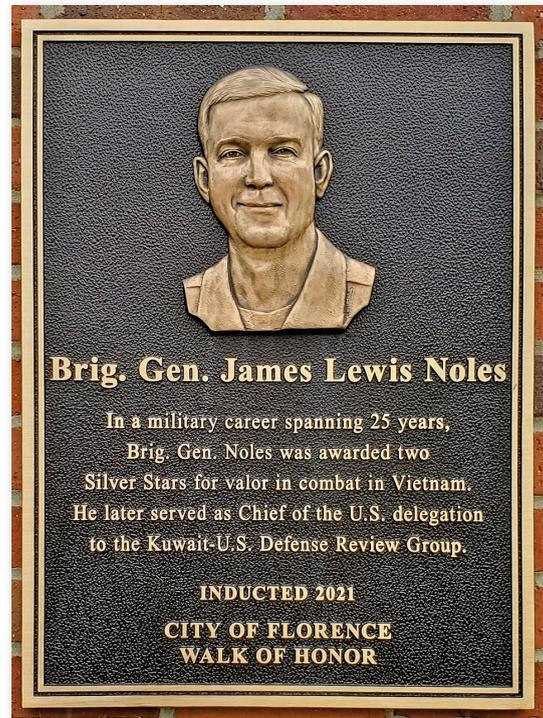 Brig. Gen. James Lewis Noles
In a military career spanning 25 years,
Brig. Gen. Noles was awarded two
Silver Stars for valor in combat in Vietnam.
He later served as Chief of the U.S. delegation
to the Kuwait-U.S. Defense Review Group.
INDUCTED 2021
CITY OF FLORENCE
WALK OF HONOR